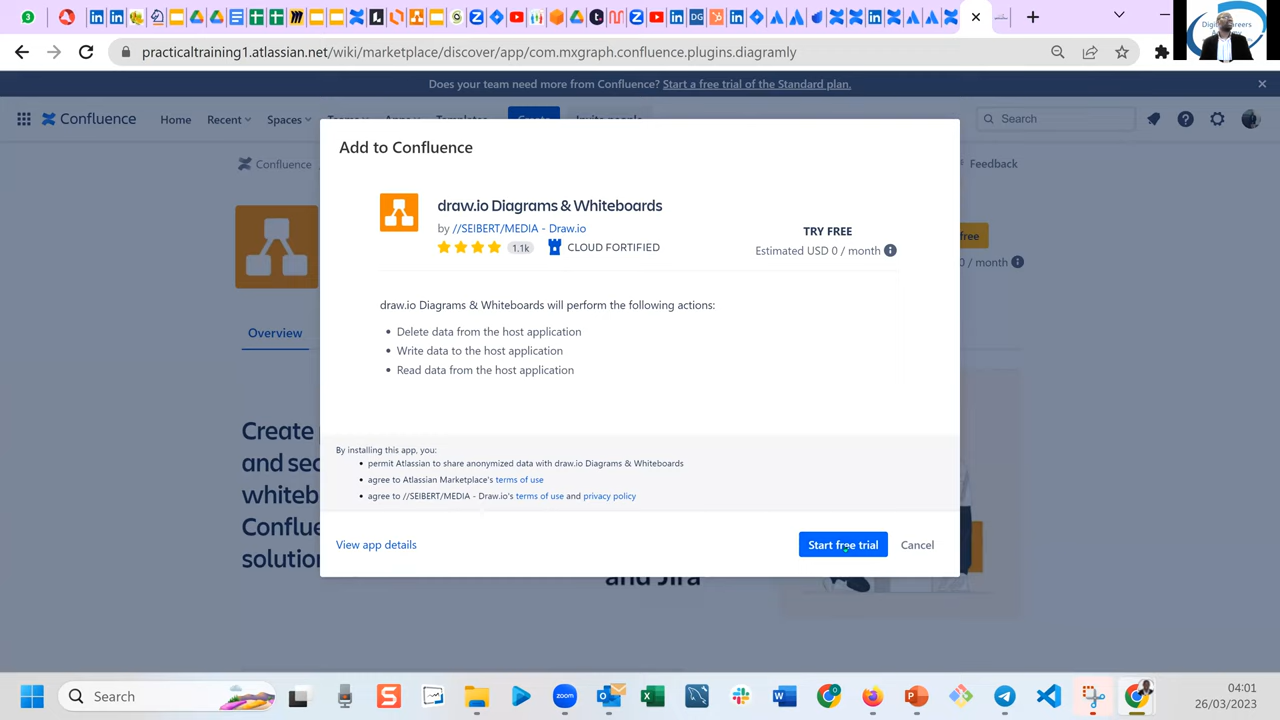 practicaltraining1.atlassian.net/wiki/marketplace/discover/app/com.mxgraph.confluence.plugins.diagramly
Does your team need more from Confluence? Start a free trial of the Standard plan.
Confluence
Home
Recent
Spaces
Search
Add to Confluence
Confluence
Feedback
draw.io Diagrams & Whiteboards
by //SEIBERT/MEDIA - Draw.io
1.1k
CLOUD FORTIFIED
TRY FREE
Estimated USD 0 / month
free
0 / month
draw.io Diagrams & Whiteboards will perform the following actions:
Delete data from the host application
Write data to the host application
Read data from the host application
Overview
Create
and sec
whiteb
Conflue
solution
By installing this app, you:
permit Atlassian to share anonymized data with draw.io Diagrams & Whiteboards
agree to Atlassian Marketplace's terms of use
agree to //SEIBERT/MEDIA - Draw.io's terms of use and privacy policy
View app details
Start free trial
Cancel
and Jira
Search
zoom
04:01
26/03/2023